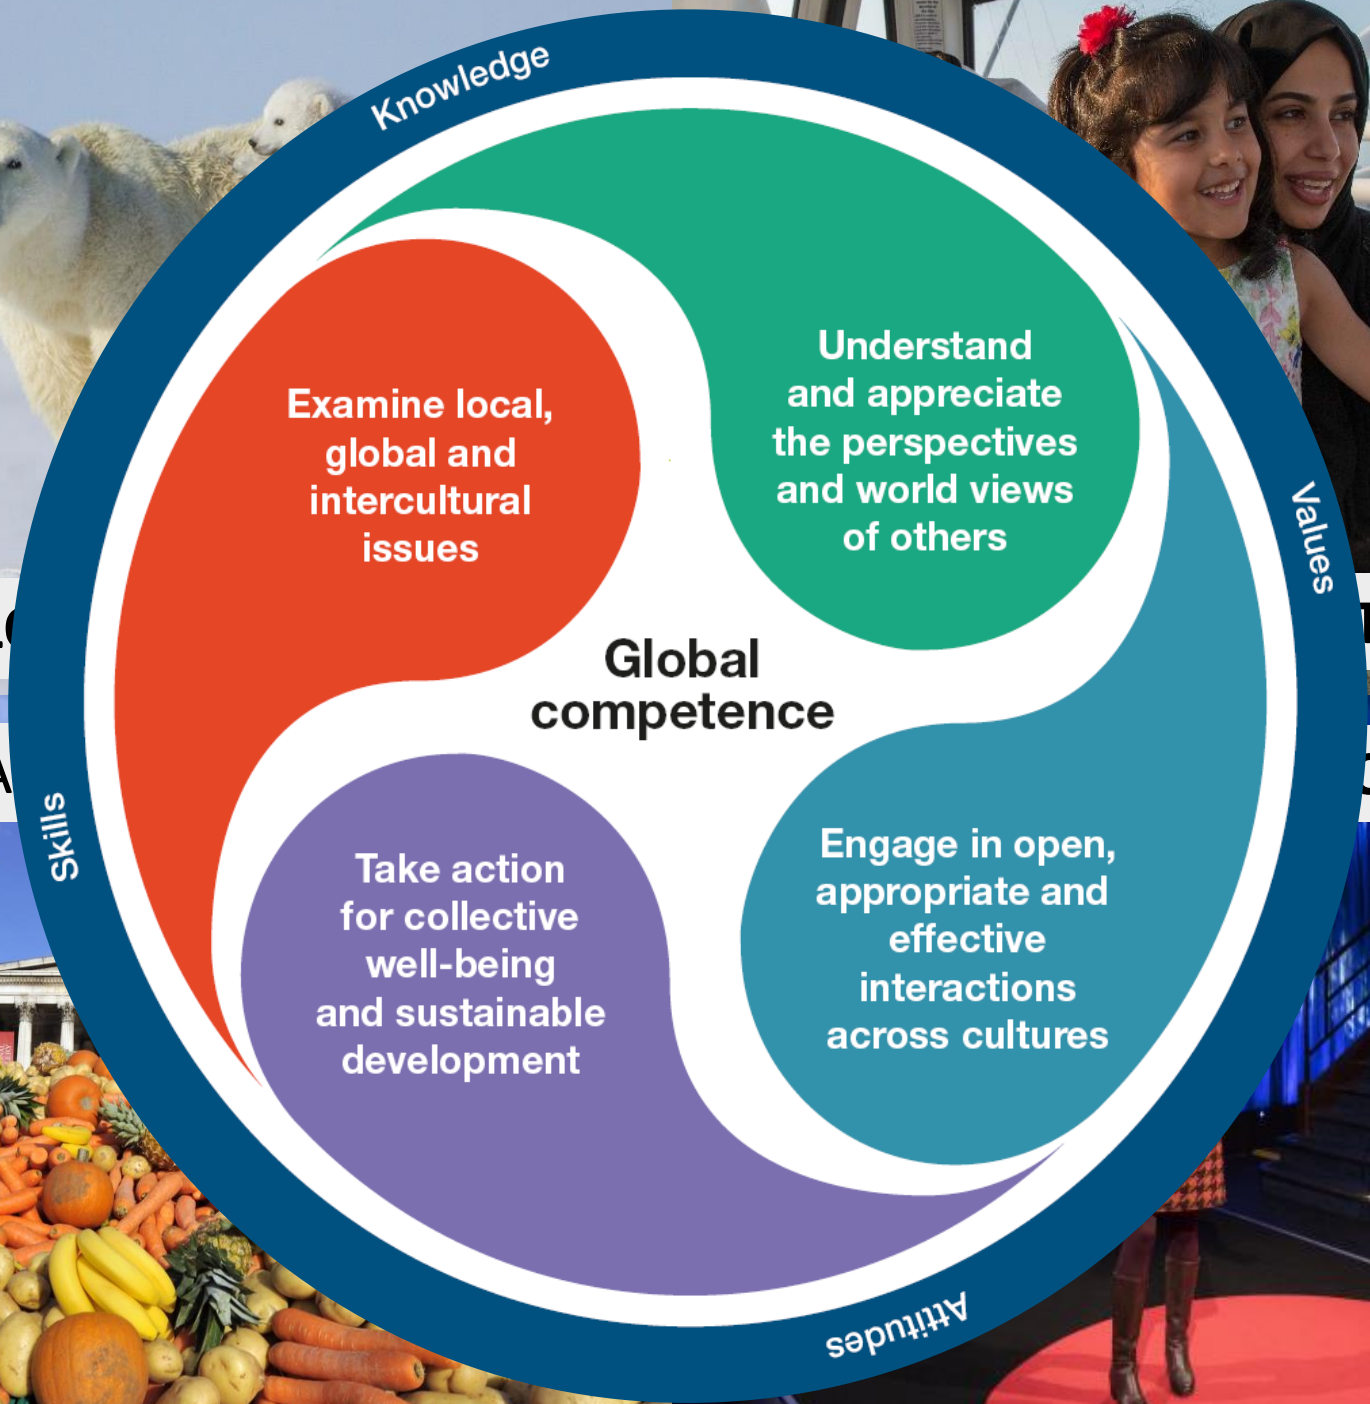 Knowledge
Values
Attitudes
Skills
Examine local,
global and
intercultural
issues
Understand
and appreciate
the perspectives
and world views
of others
Global
competence
Take action
for collective
well-being
and sustainable
development
Engage in open,
appropriate and
effective
interactions
across cultures